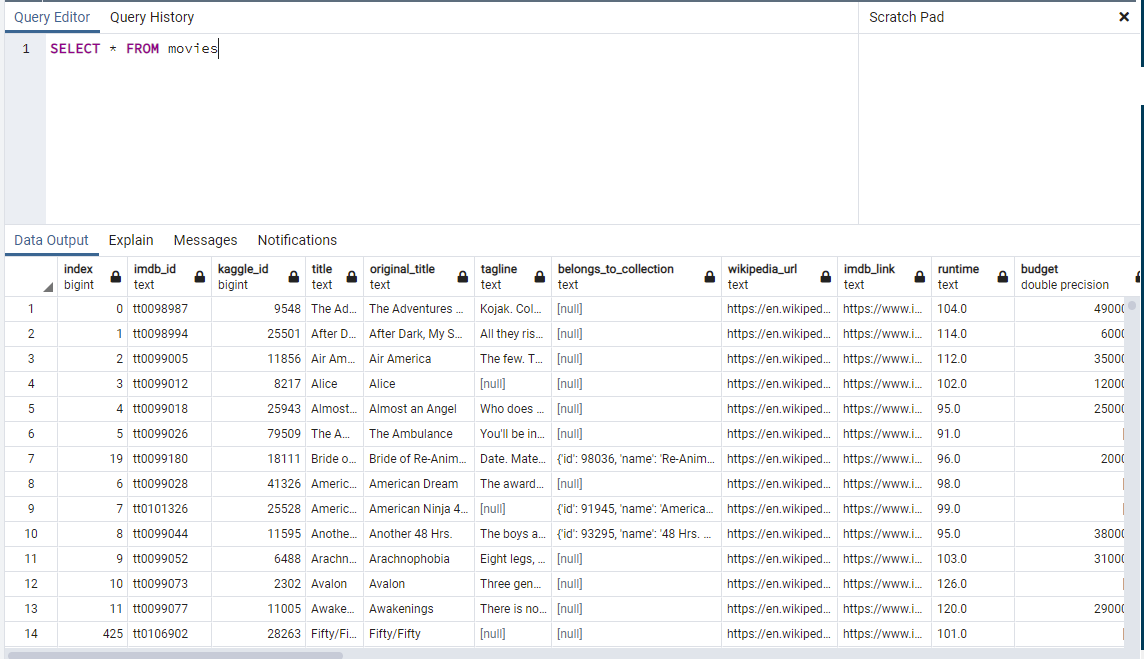 Query Editor Query History Scratch Pad
1 SELECT * FROM movies
Data Output Explain Messages Notifications
index imdb_id kaggle_id title original_title tagline belongs_to_collection wikipedia_url imdb_link runtime budget
bigint text bigint text text text text text text text double precision
1 0 tt0098987 9548 The Ad... The Adventures ... Kojak. Col... [null] https://en.wikiped... https://www.i... 104.0 49000
2 1 tt0098994 25501 After D... After Dark, My S... All they ris... [null] https://en.wikiped... https://www.i... 114.0 6000
3 2 tt0099005 11856 Air Am... Air America The few. T... [null] https://en.wikiped... https://www.i... 112.0 35000
4 3 tt0099012 8217 Alice Alice [null] [null] https://en.wikiped... https://www.i... 102.0 12000
5 4 tt0099018 25943 Almost... Almost an Angel Who does ... [null] https://en.wikiped... https://www.i... 95.0 25000
6 5 tt0099026 79509 The A... The Ambulance You'll be in... [null] https://en.wikiped... https://www.i... 91.0
7 19 tt0099180 18111 Bride o... Bride of Re-Anim... Date. Mate... {'id': 98036, 'name': 'Re-Anim... https://en.wikiped... https://www.i... 96.0 2000
8 6 tt0099028 41326 Americ... American Dream The award... [null] https://en.wikiped... https://www.i... 98.0
9 7 tt0101326 25528 Americ... American Ninja 4... [null] {'id': 91945, 'name': 'America... https://en.wikiped... https://www.i... 99.0
10 8 tt0099044 11595 Anothe... Another 48 Hrs. The boys a... {'id': 93295, 'name': '48 Hrs. ... https://en.wikiped... https://www.i... 95.0 38000
11 9 tt0099052 6488 Arachn... Arachnophobia Eight legs, ... [null] https://en.wikiped... https://www.i... 103.0 31000
12 10 tt0099073 2302 Avalon Avalon Three gen... [null] https://en.wikiped... https://www.i... 126.0
13 11 tt0099077 11005 Awake... Awakenings There is no... [null] https://en.wikiped... https://www.i... 120.0 29000
14 425 tt0106902 28263 Fifty/Fi... Fifty/Fifty [null] [null] https://en.wikiped... https://www.i... 101.0